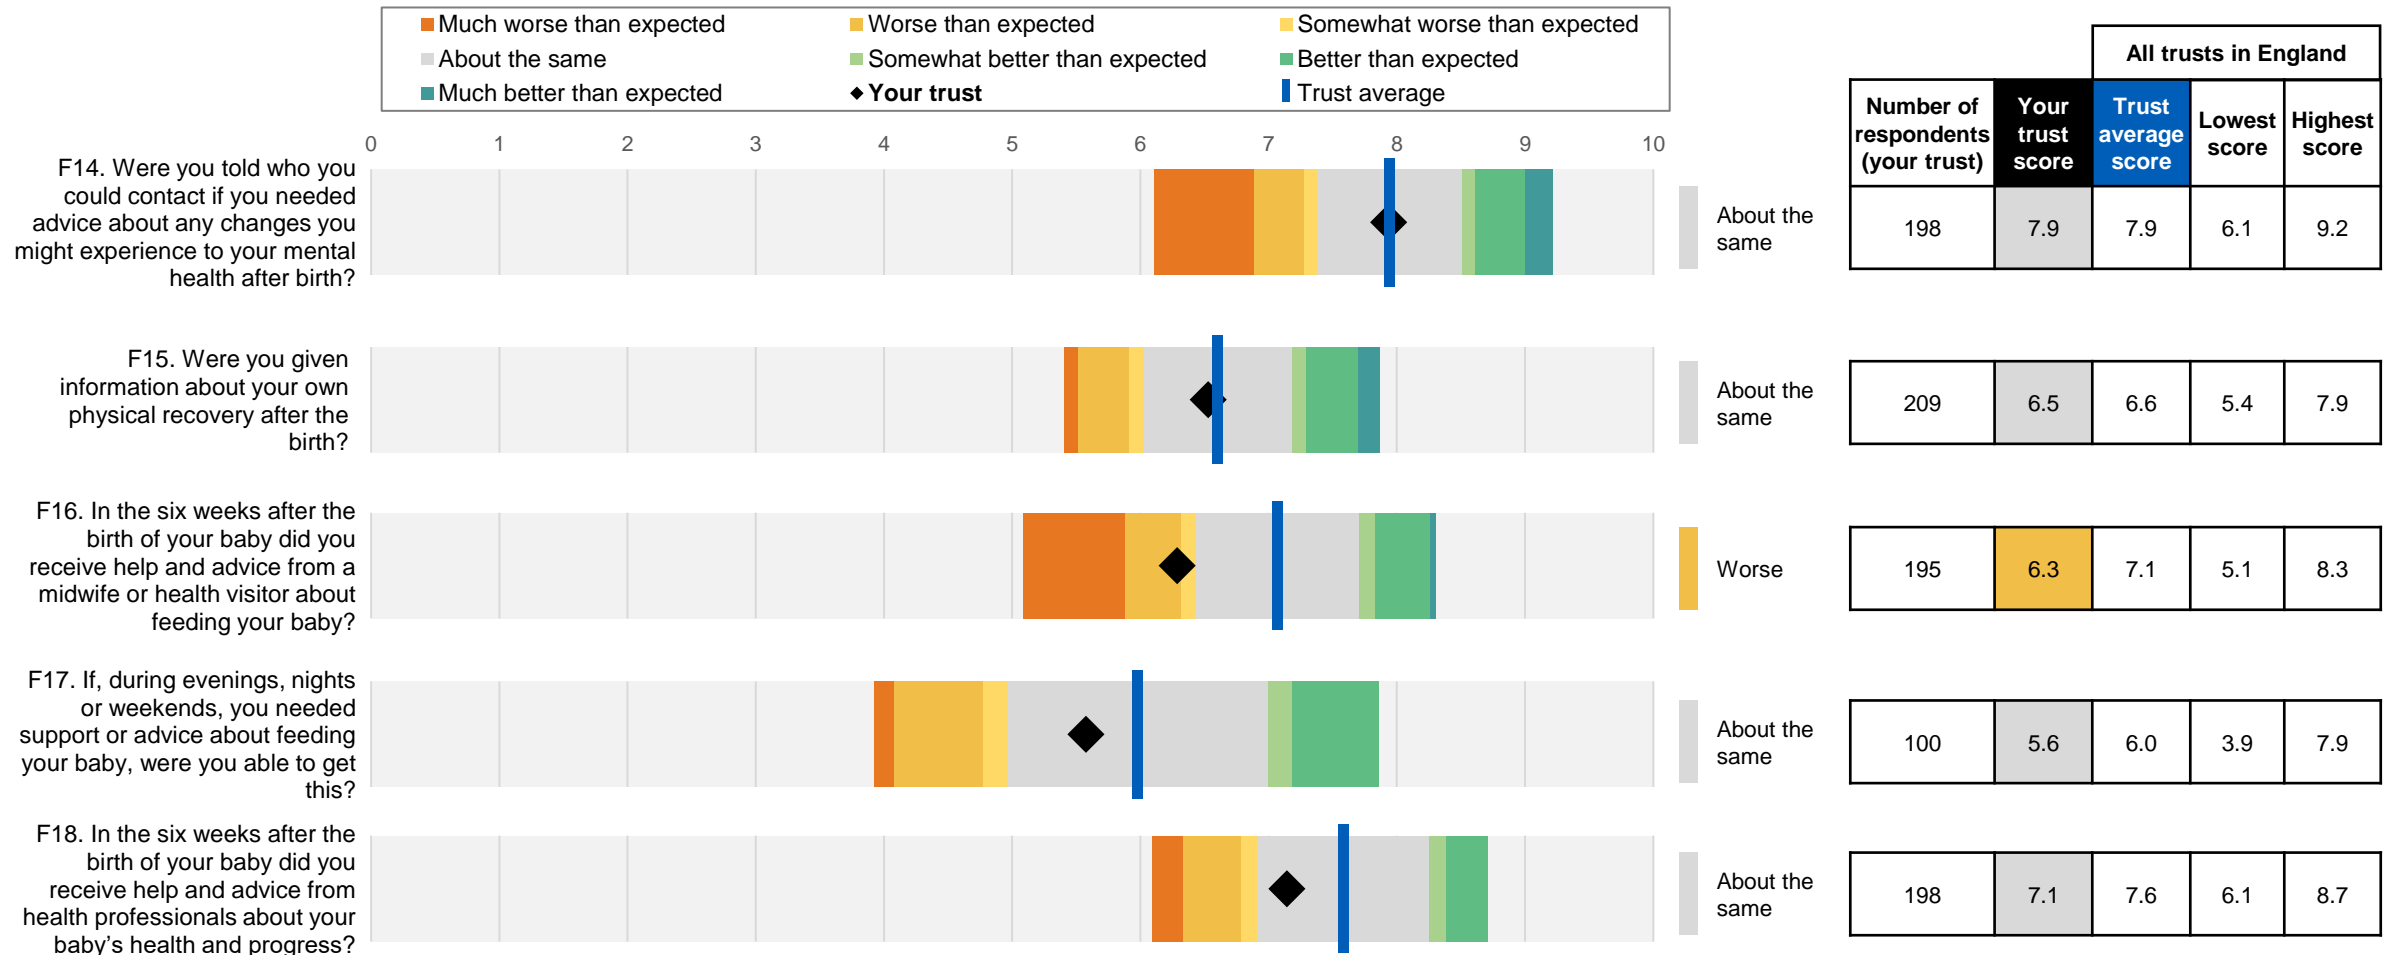 Much worse than expected
Worse than expected
Somewhat worse than expected
About the same
Somewhat better than expected
Better than expected
Much better than expected
Your trust
Trust average
All trusts in England
Number of
respondents
(your trust)
Your
trust
score
Trust
average
score
Lowest
score
Highest
score
0 1 2 3 4 5 6 7 8 9 10
F14. Were you told who you
could contact if you needed
advice about any changes you
might experience to your mental
health after birth?
About the
same
198 7.9 7.9 6.1 9.2
F15. Were you given
information about your own
physical recovery after the
birth?
About the
same
209 6.5 6.6 5.4 7.9
F16. In the six weeks after the
birth of your baby did you
receive help and advice from a
midwife or health visitor about
feeding your baby?
Worse
195 6.3 7.1 5.1 8.3
F17. If, during evenings, nights
or weekends, you needed
support or advice about feeding
your baby, were you able to get
this?
About the
same
100 5.6 6.0 3.9 7.9
F18. In the six weeks after the
birth of your baby did you
receive help and advice from
health professionals about your
baby's health and progress?
About the
same
198 7.1 7.6 6.1 8.7